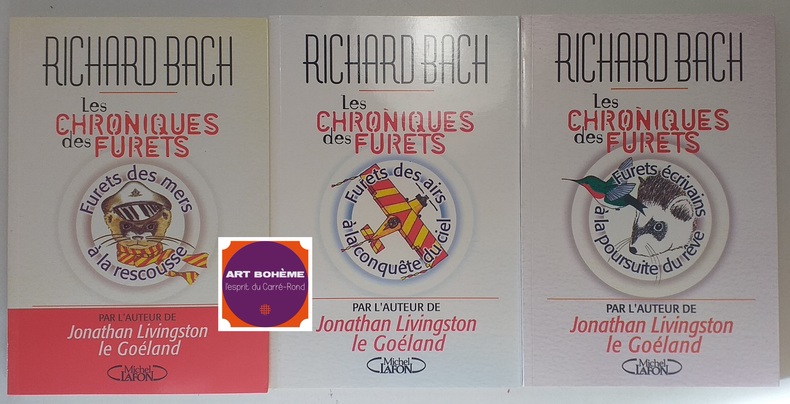 RICHARD BACH
Les
CHRONIQUES
des FURETS
Furets des mers
à la rescousse
PAR L'AUTEUR DE
Jonathan Livingston
le Goéland
Michel
LAFON
RICHARD BACH
Les
CHRONIQUES
des FURETS
Furets des airs
à la conquête du ciel
PAR L'AUTEUR DE
Jonathan Livingston
le Goéland
Michel
LAFON
RICHARD BACH
Les
CHRONIQUES
des FURETS
Furets écrivains
à la poursuite du rêve
PAR L'AUTEUR DE
Jonathan Livingston
le Goéland
Michel
LAFON
ART BOHÈME
l'esprit du Carré-Rond